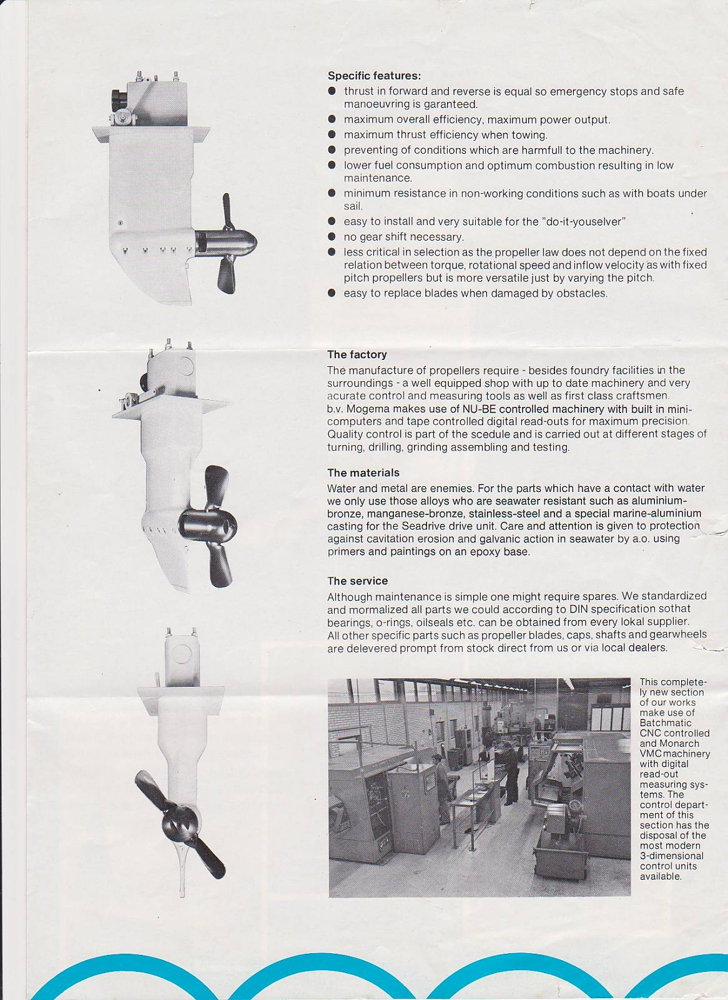 Specific features:
● thrust in forward and reverse is equal so emergency stops and safe
manoeuvring is garanteed.
● maximum overall efficiency, maximum power output.
● maximum thrust efficiency when towing.
● preventing of conditions which are harmfull to the machinery.
● lower fuel consumption and optimum combustion resulting in low
maintenance.
● minimum resistance in non-working conditions such as with boats under
sail.
● easy to install and very suitable for the "do-it-youselver"
● no gear shift necessary.
● less critical in selection as the propeller law does not depend on the fixed
relation between torque, rotational speed and inflow velocity as with fixed
pitch propellers but is more versatile just by varying the pitch.
● easy to replace blades when damaged by obstacles.
The factory
The manufacture of propellers require - besides foundry facilities in the
surroundings - a well equipped shop with up to date machinery and very
acurate control and measuring tools as well as first class craftsmen.
b.v. Mogema makes use of NU-BE controlled machinery with built in mini-
computers and tape controlled digital read-outs for maximum precision.
Quality control is part of the scedule and is carried out at different stages of
turning, drilling, grinding assembling and testing.
The materials
Water and metal are enemies. For the parts which have a contact with water
we only use those alloys who are seawater resistant such as aluminium-
bronze, manganese-bronze, stainless-steel and a special marine-aluminium
casting for the Seadrive drive unit. Care and attention is given to protection
against cavitation erosion and galvanic action in seawater by a.o. using
primers and paintings on an epoxy base.
The service
Although maintenance is simple one might require spares. We standardized
and mormalized all parts we could according to DIN specification sothat
bearings, o-rings, oilseals etc. can be obtained from every lokal supplier.
All other specific parts such as propeller blades, caps, shafts and gearwheels
are delevered prompt from stock direct from us or via local dealers.
This complete-
ly new section
of our works
make use of
Batchmatic
CNC controlled
and Monarch
VMC machinery
with digital
read-out
measuring sys-
tems. The
control depart-
ment of this
section has the
disposal of the
most modern
3-dimensional
control units
available.